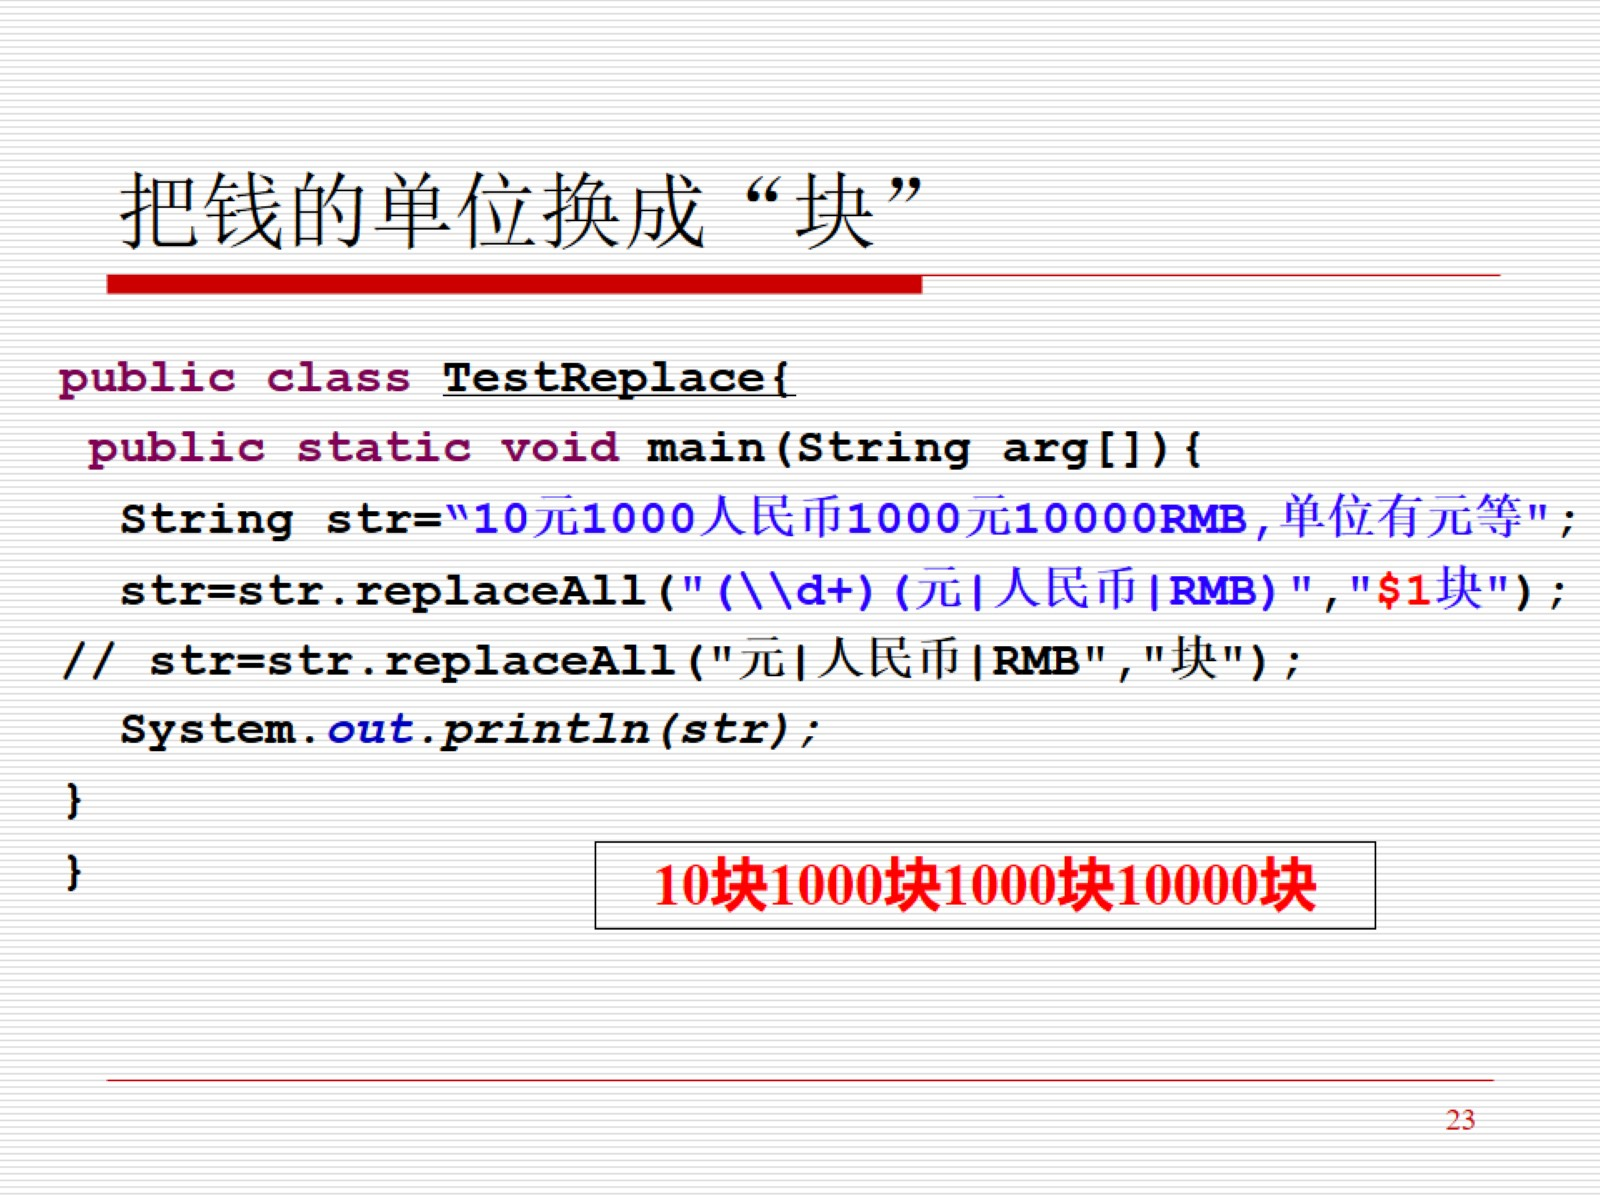 把钱的单位换成“块”
public class TestReplace{
public static void main(String arg[]){
String str=“10元1000人民币1000元10000RMB,单位有元等";
str=str.replaceAll("(\\d+)(元|人民币|RMB)","$1块");
// str=str.replaceAll("元|人民币|RMB","块");
System.out.println(str);
}
}
10块1000块1000块10000块
23